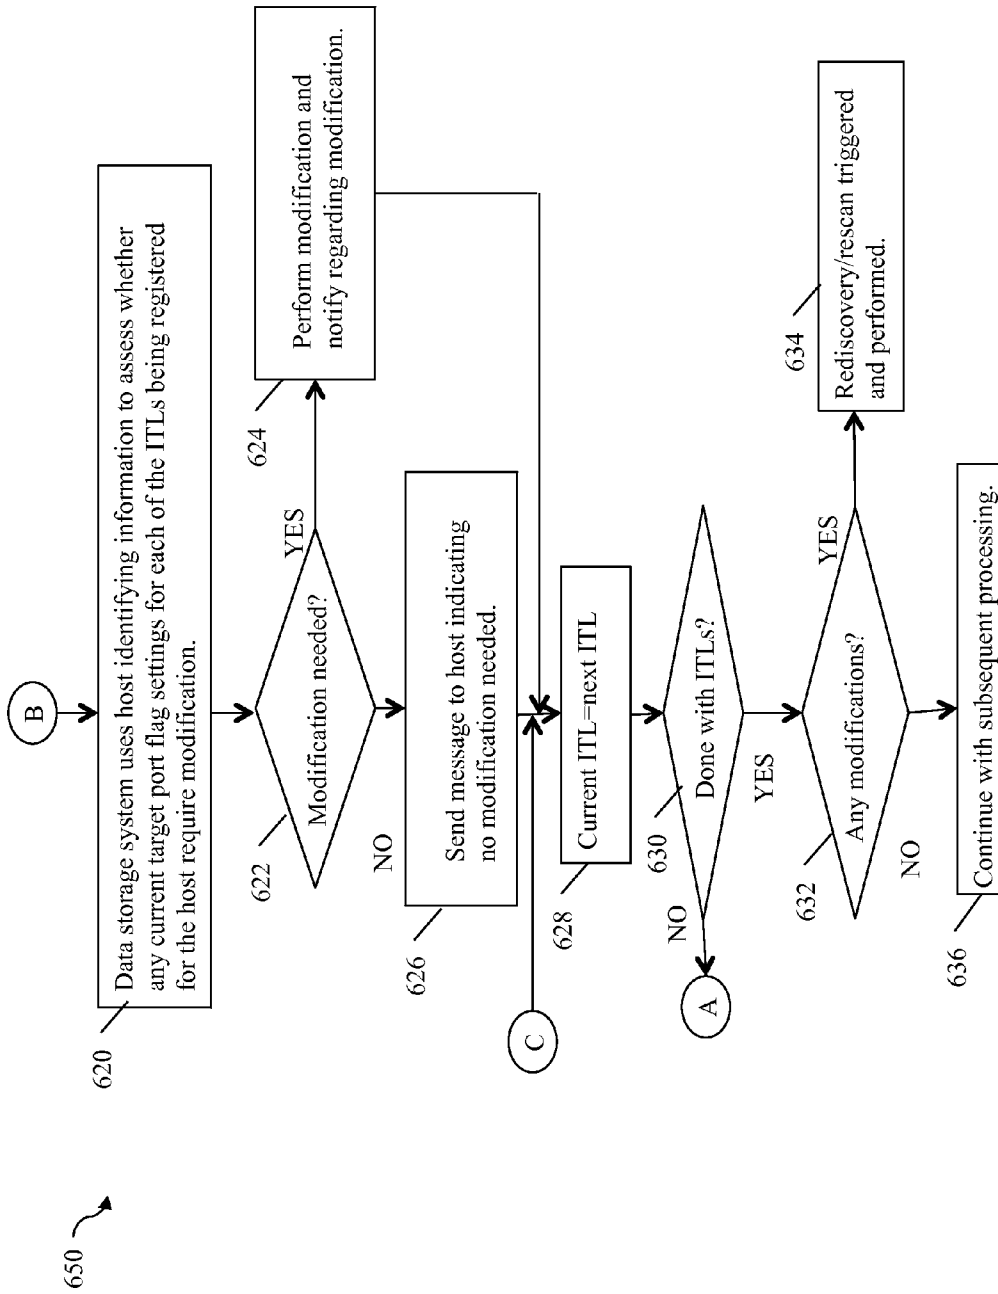 650
B
620
Data storage system uses host identifying information to assess whether
any current target port flag setings for each of the ITLs being registered
for the host require modification.
622
Modification needed?
YES
624
Perform modification and
notify regarding modification.
NO
626
Send message to host indicating
no modification needed.
C
628
Current ITL=next ITL
630
Done with ITLs?
NO
A
YES
632
Any modifications?
YES
634
Rediscovery/rescan triggered
and performed.
NO
636
Continue with subsequent processing.